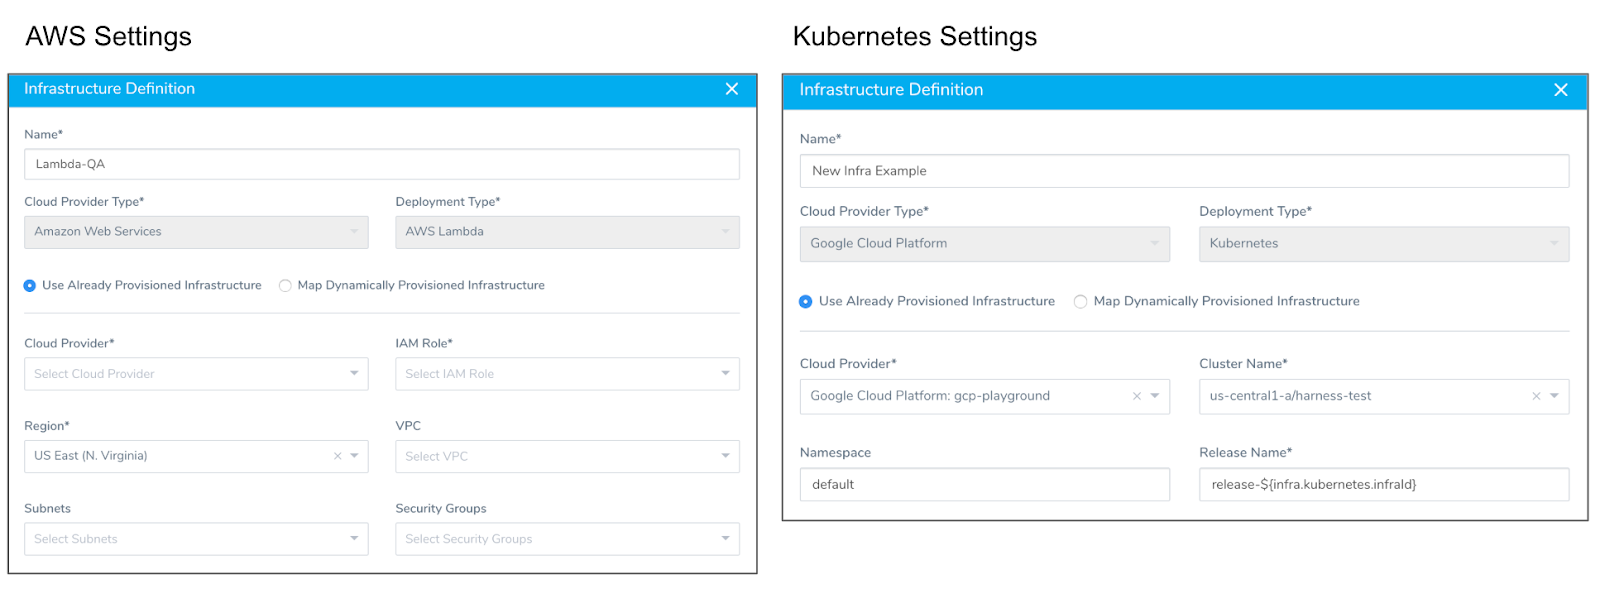 AWS Settings
Infrastructure Definition
Name*
Lambda-QA
Cloud Provider Type* Deployment Type*
Amazon Web Services AWS Lambda
Use Already Provisioned Infrastructure Map Dynamically Provisioned Infrastructure
Cloud Provider* IAM Role*
Select Cloud Provider Select IAM Role
Region* VPC
US East (N. Virginia) Select VPC
Subnets Security Groups
Select Subnets Select Security Groups
Kubernetes Settings
Infrastructure Definition
Name*
New Infra Example
Cloud Provider Type* Deployment Type*
Google Cloud Platform Kubernetes
Use Already Provisioned Infrastructure Map Dynamically Provisioned Infrastructure
Cloud Provider* Cluster Name*
Google Cloud Platform: gcp-playground us-central1-a/harness-test
Namespace Release Name*
default release-${infra.kubernetes.infraId}